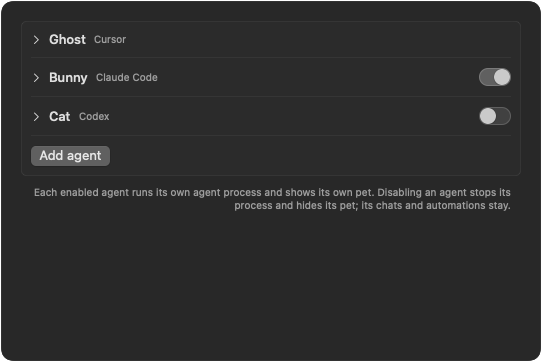 Ghost Cursor
Bunny Claude Code
Cat Codex
Add agent
Each enabled agent runs its own agent process and shows its own pet. Disabling an agent stops its
process and hides its pet; its chats and automations stay.